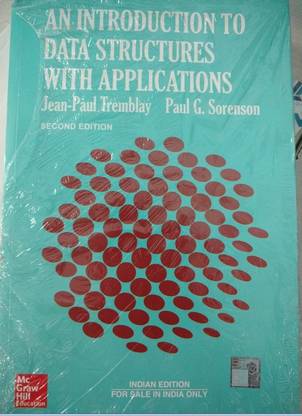 AN INTRODUCTION TO
DATA STRUCTURES
WITH APPLICATIONS
Jean-Paul Tremblay Paul G. Sorenson
SECOND EDITION
Mc
Graw
Hill
Education
INDIAN EDITION
FOR SALE IN INDIA ONLY